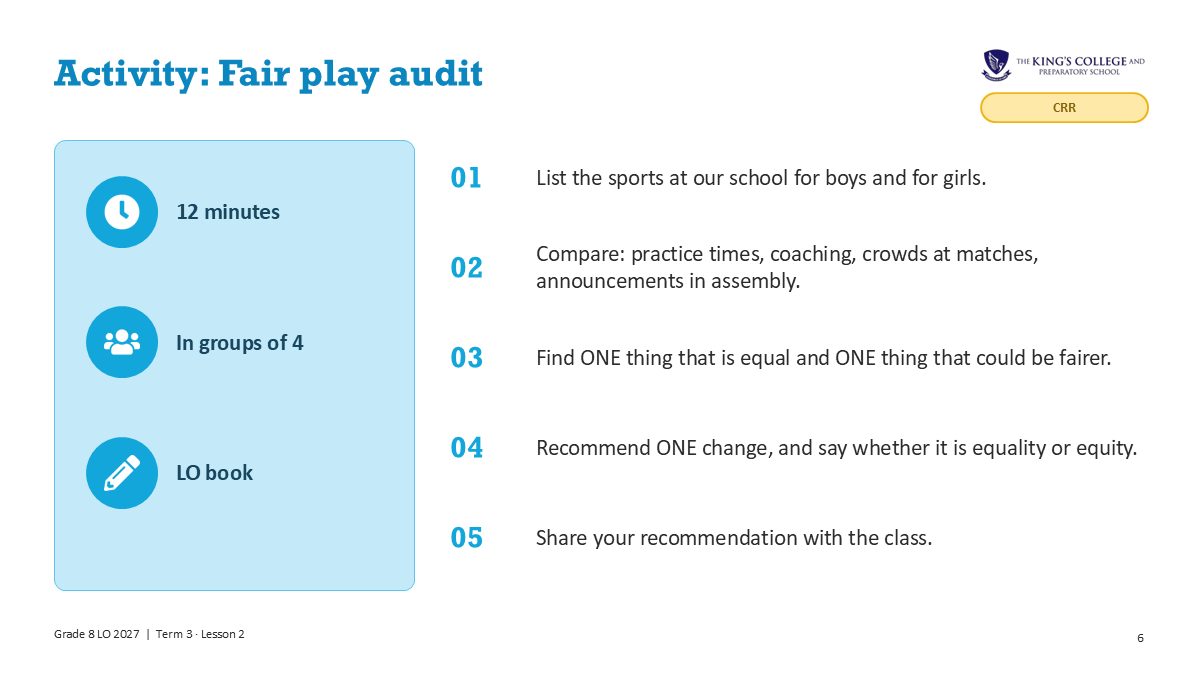 Activity: Fair play audit
THE KING'S COLLEGE AND
PREPARATORY SCHOOL
CRR
12 minutes
In groups of 4
LO book
01 List the sports at our school for boys and for girls.
02 Compare: practice times, coaching, crowds at matches,
announcements in assembly.
03 Find ONE thing that is equal and ONE thing that could be fairer.
04 Recommend ONE change, and say whether it is equality or equity.
05 Share your recommendation with the class.
Grade 8 LO 2027 | Term 3 · Lesson 2
6